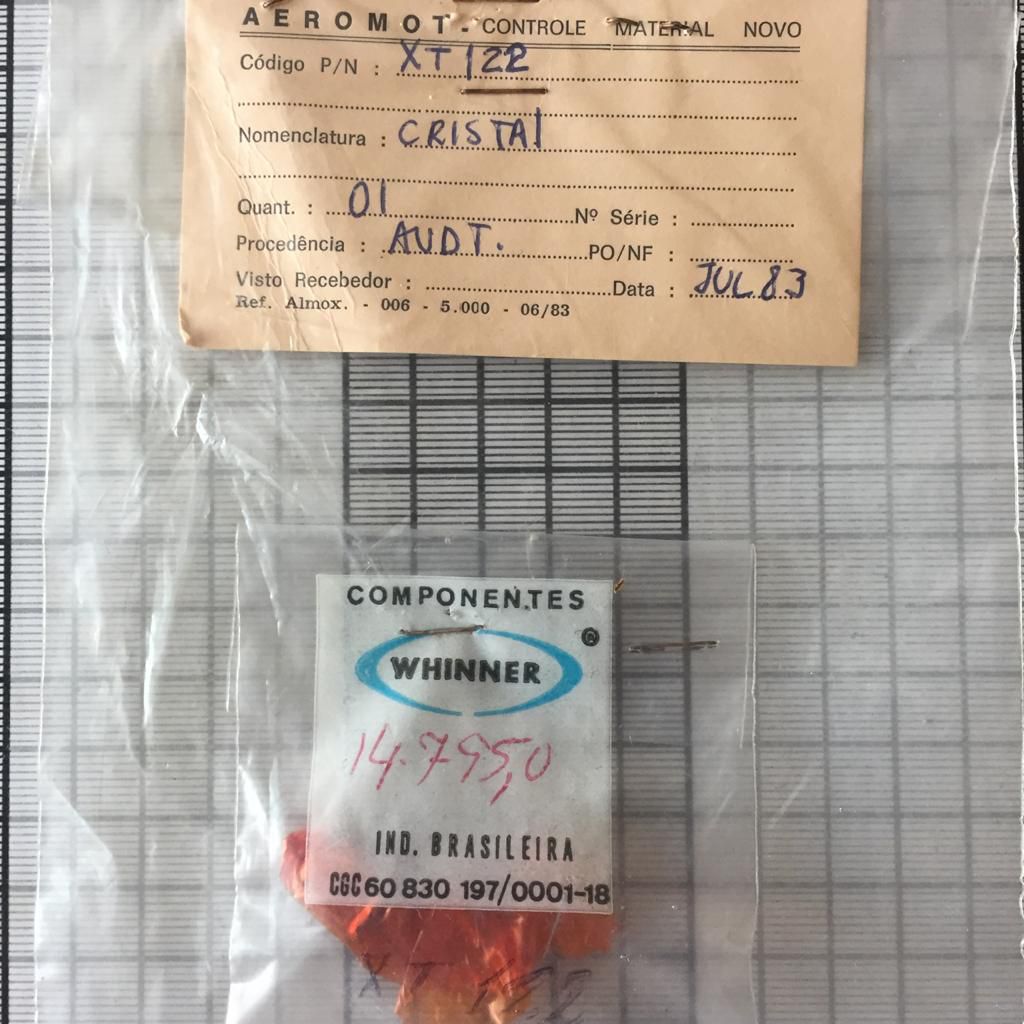 AEROMOT - CONTROLE MATERIAL NOVO
Código P/N : XT 122
Nomenclatura : CRISTAl
Quant. : 01 Nº Série :
Procedência : AUDT. PO/NF :
Visto Recebedor : Data : JUL 83
Ref. Almox. - 006 - 5.000 - 06/83
COMPONENTES
WHINNER ®
14.795,0
IND. BRASILEIRA
CGC 60 830 197/0001-18
XT 122